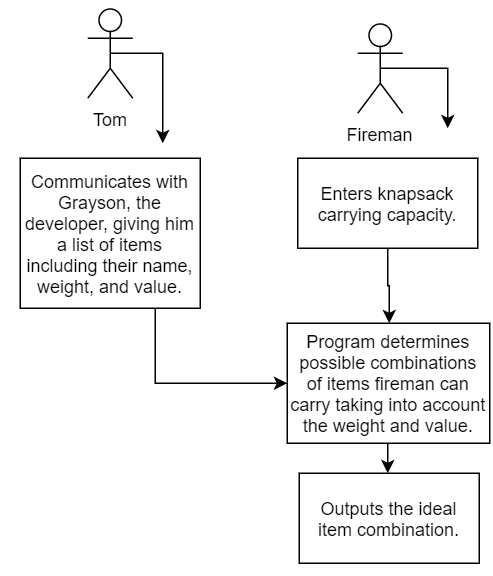 Tom
Fireman
Communicates with
Grayson, the
developer, giving him
a list of items
including their name,
weight, and value.
Enters knapsack
carrying capacity.
Program determines
possible combinations
of items fireman can
carry taking into account
the weight and value.
Outputs the ideal
item combination.